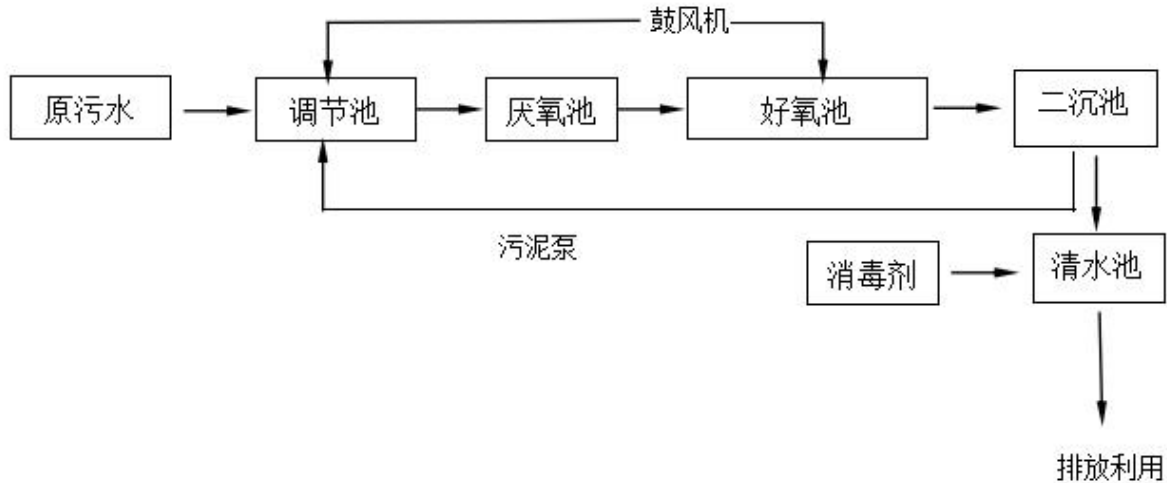 鼓风机
原污水
调节池
厌氧池
好氧池
二沉池
污泥泵
消毒剂
清水池
排放利用